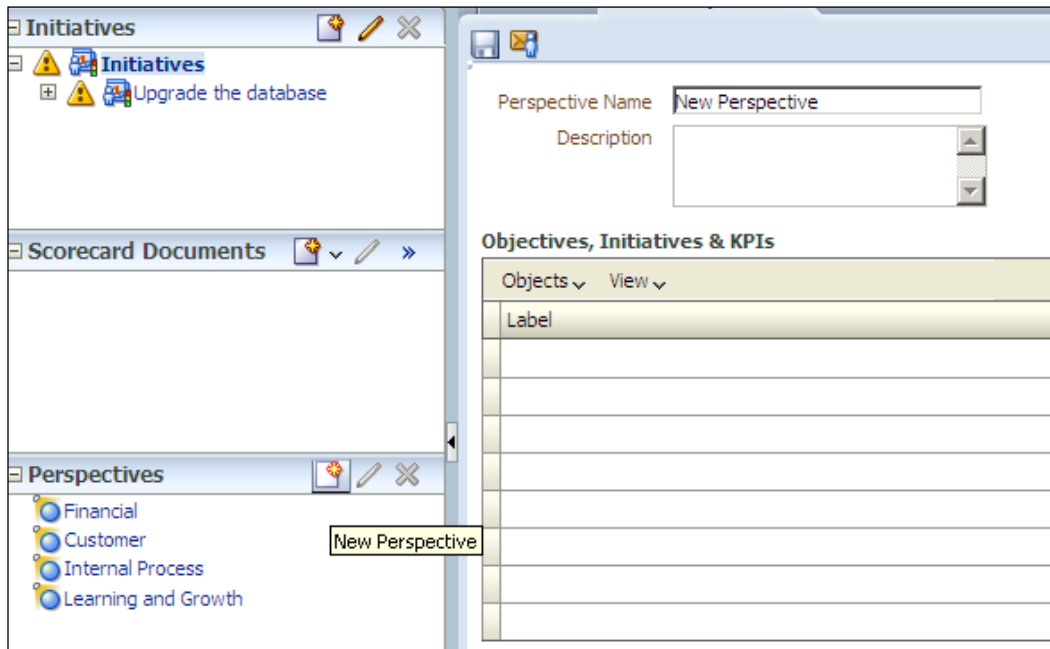 Initiatives
Initiatives
Upgrade the database
Scorecard Documents
Perspectives
Financial
Customer
Internal Process
Learning and Growth
New Perspective
Perspective Name New Perspective
Description
Objectives, Initiatives & KPIs
Objects View
Label